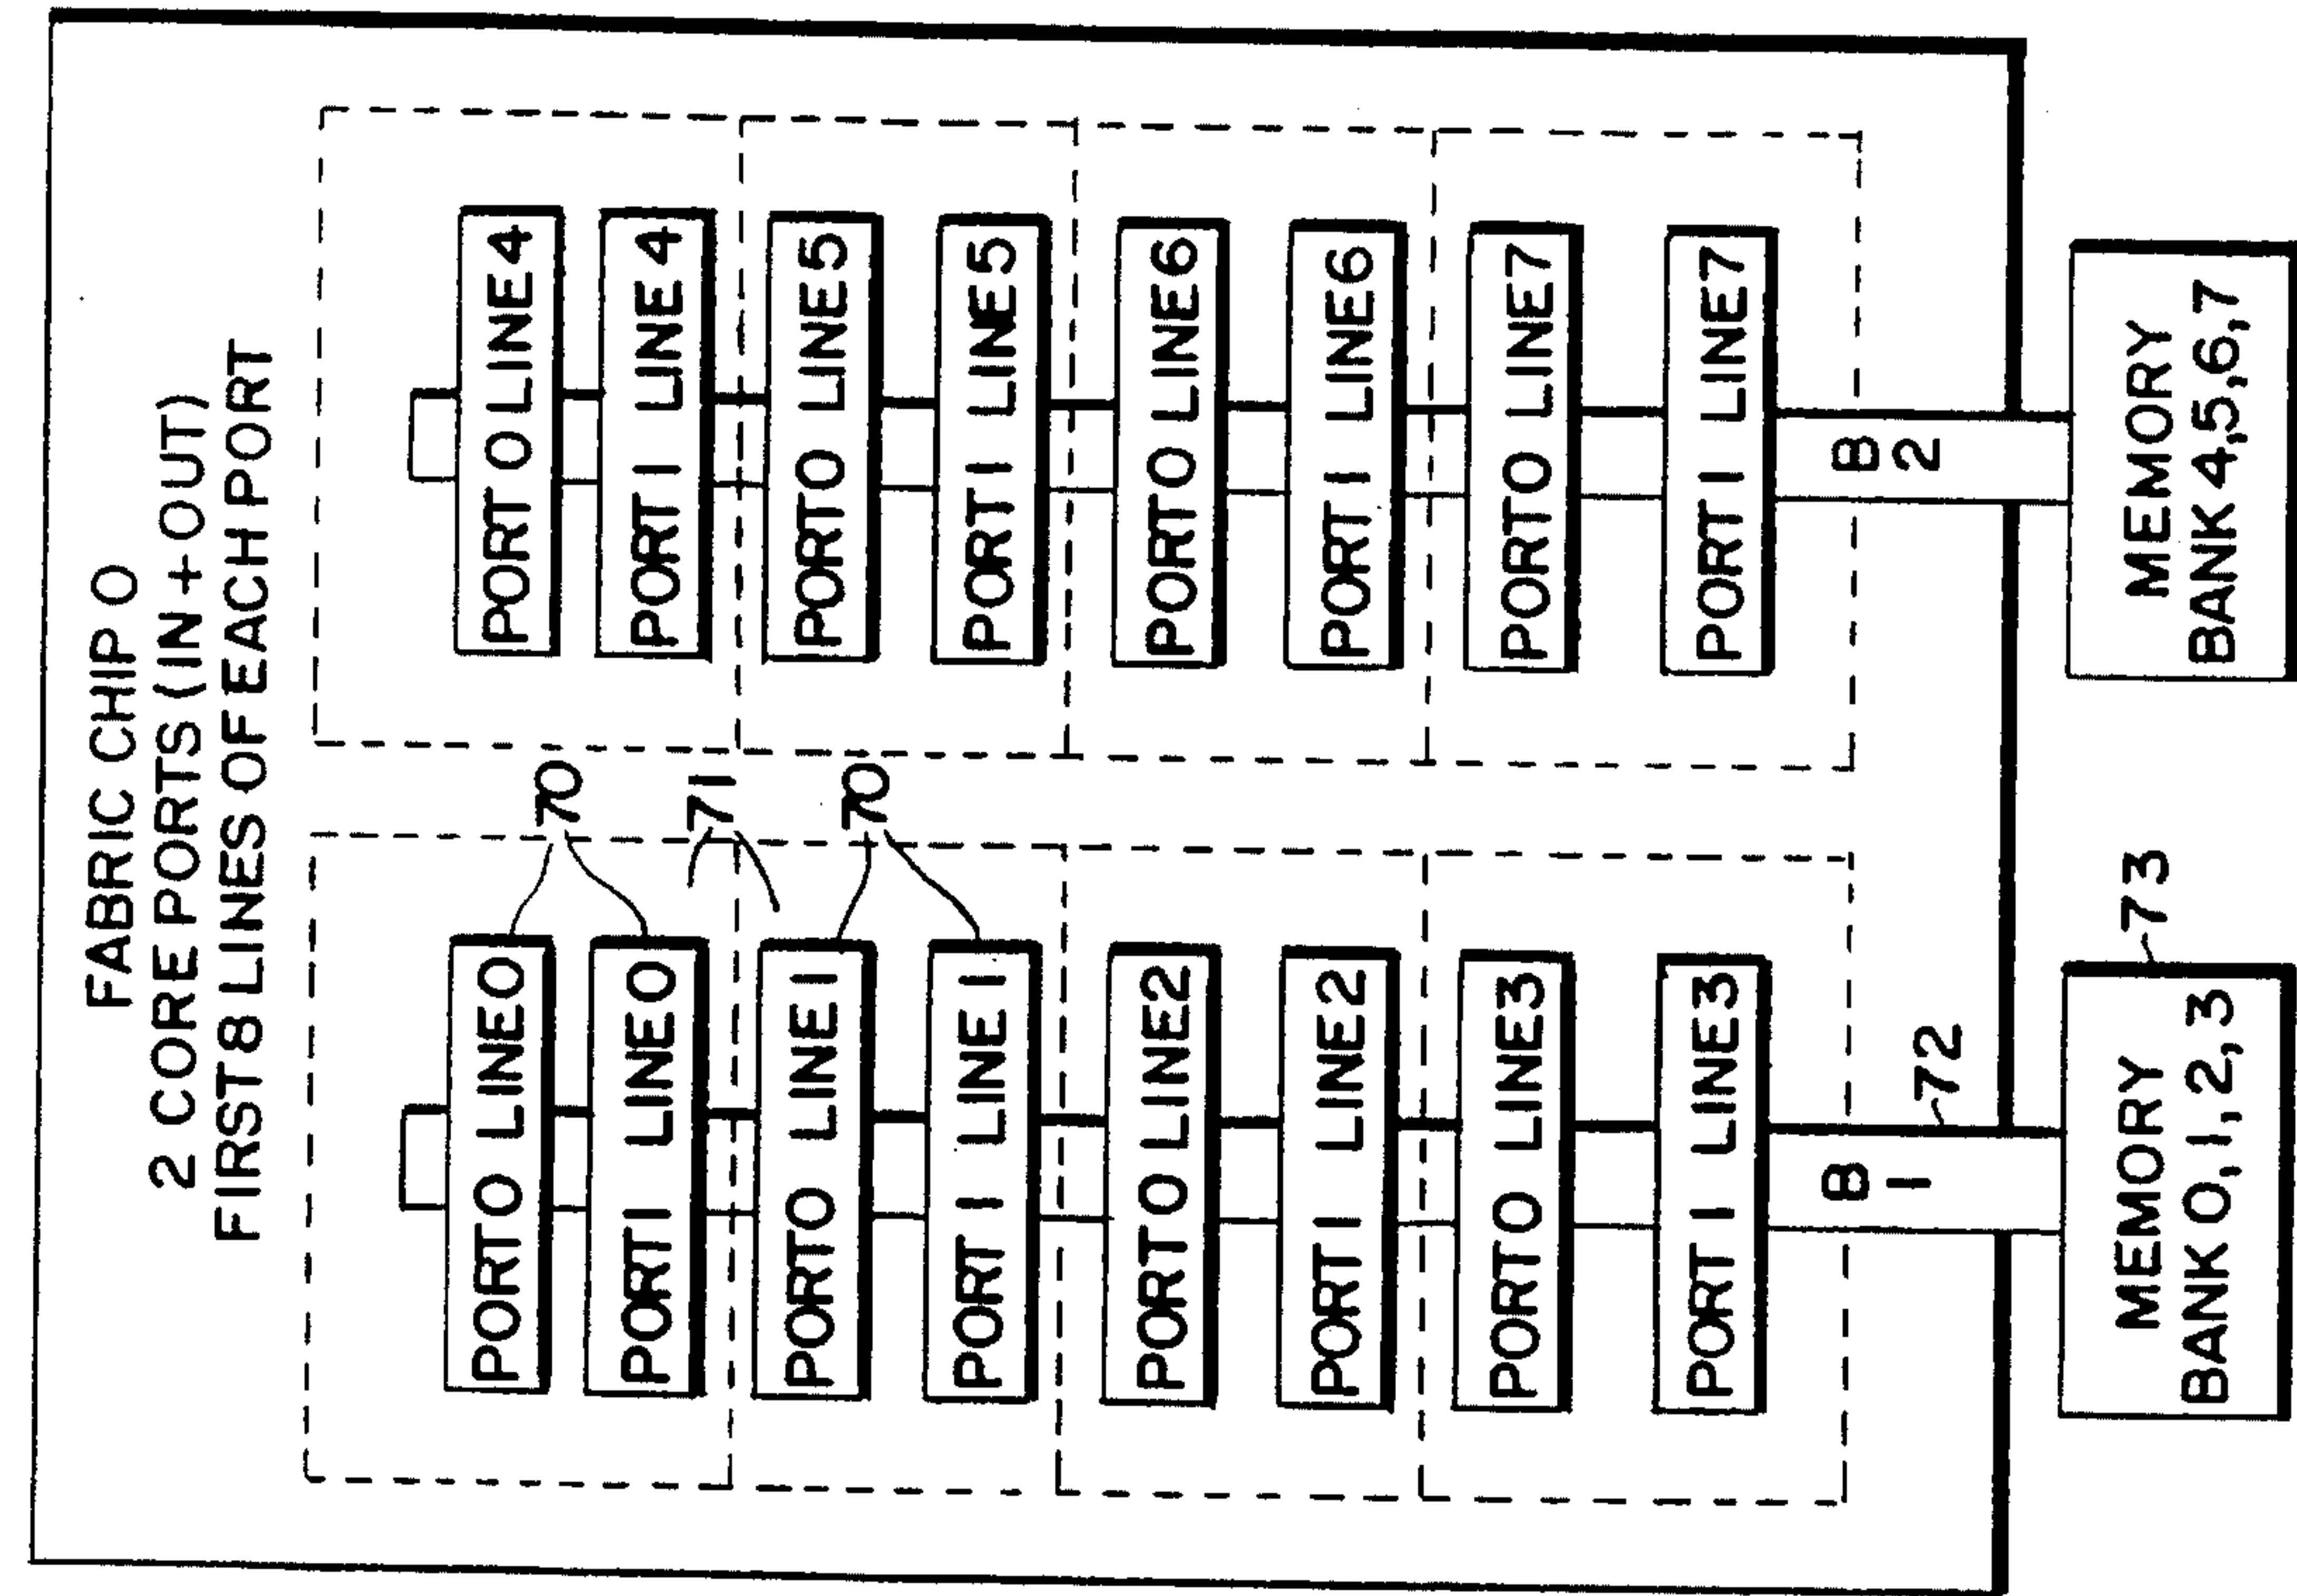 FABRIC CHIP 0
2 CORE PORTS (IN + OUT)
FIRST 8 LINES OF EACH PORT
PORT 0 LINE 0
PORT 1 LINE 0
PORT 0 LINE 1
PORT 1 LINE 1
PORT 0 LINE 2
PORT 1 LINE 2
PORT 0 LINE 3
PORT 1 LINE 3
B
1
72
MEMORY
BANK 0,1,2,3
73
70
71
70
PORT 0 LINE 4
PORT 1 LINE 4
PORT 0 LINE 5
PORT 1 LINE 5
PORT 0 LINE 6
PORT 1 LINE 6
PORT 0 LINE 7
PORT 1 LINE 7
B
2
MEMORY
BANK 4,5,6,7